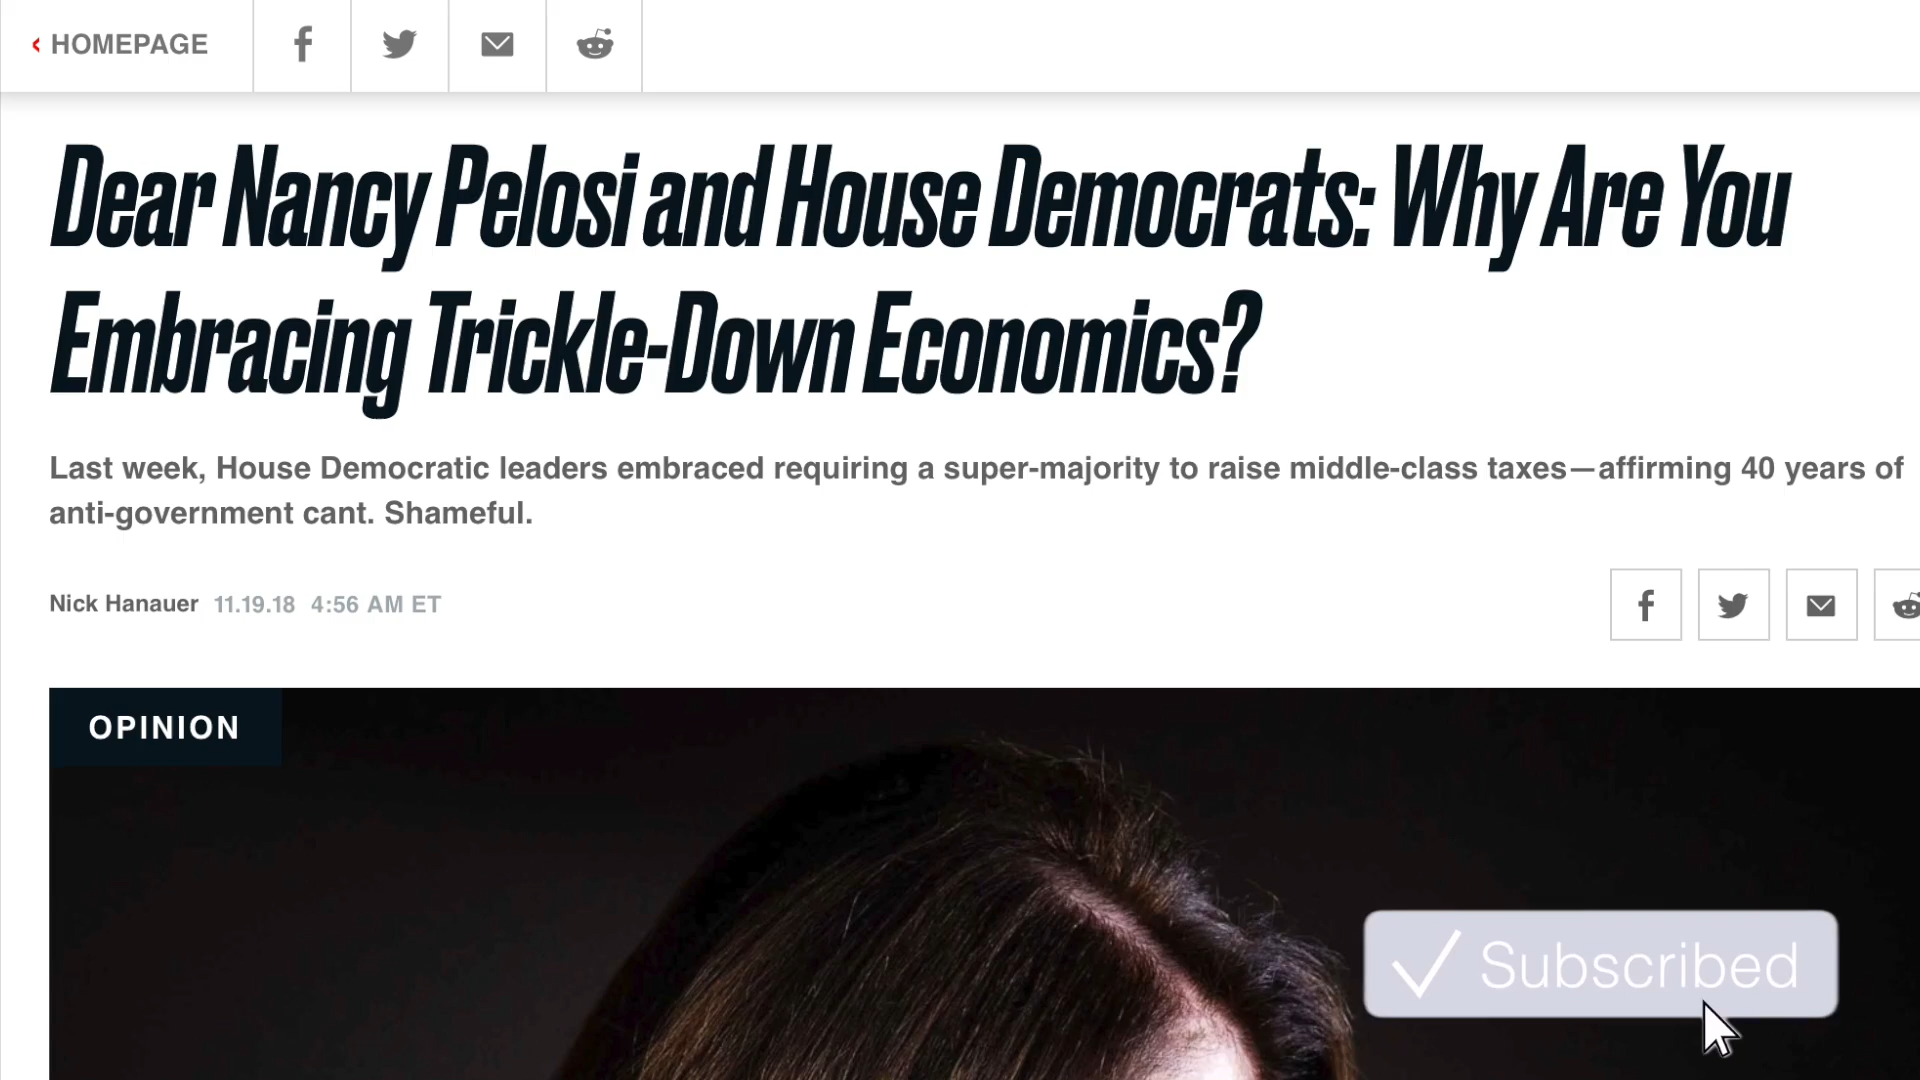 ‹ HOMEPAGE
Dear Nancy Pelosi and House Democrats: Why Are You
Embracing Trickle-Down Economics?
Last week, House Democratic leaders embraced requiring a super-majority to raise middle-class taxes—affirming 40 years of
anti-government cant. Shameful.
Nick Hanauer 11.19.18 4:56 AM ET
OPINION
Subscribed